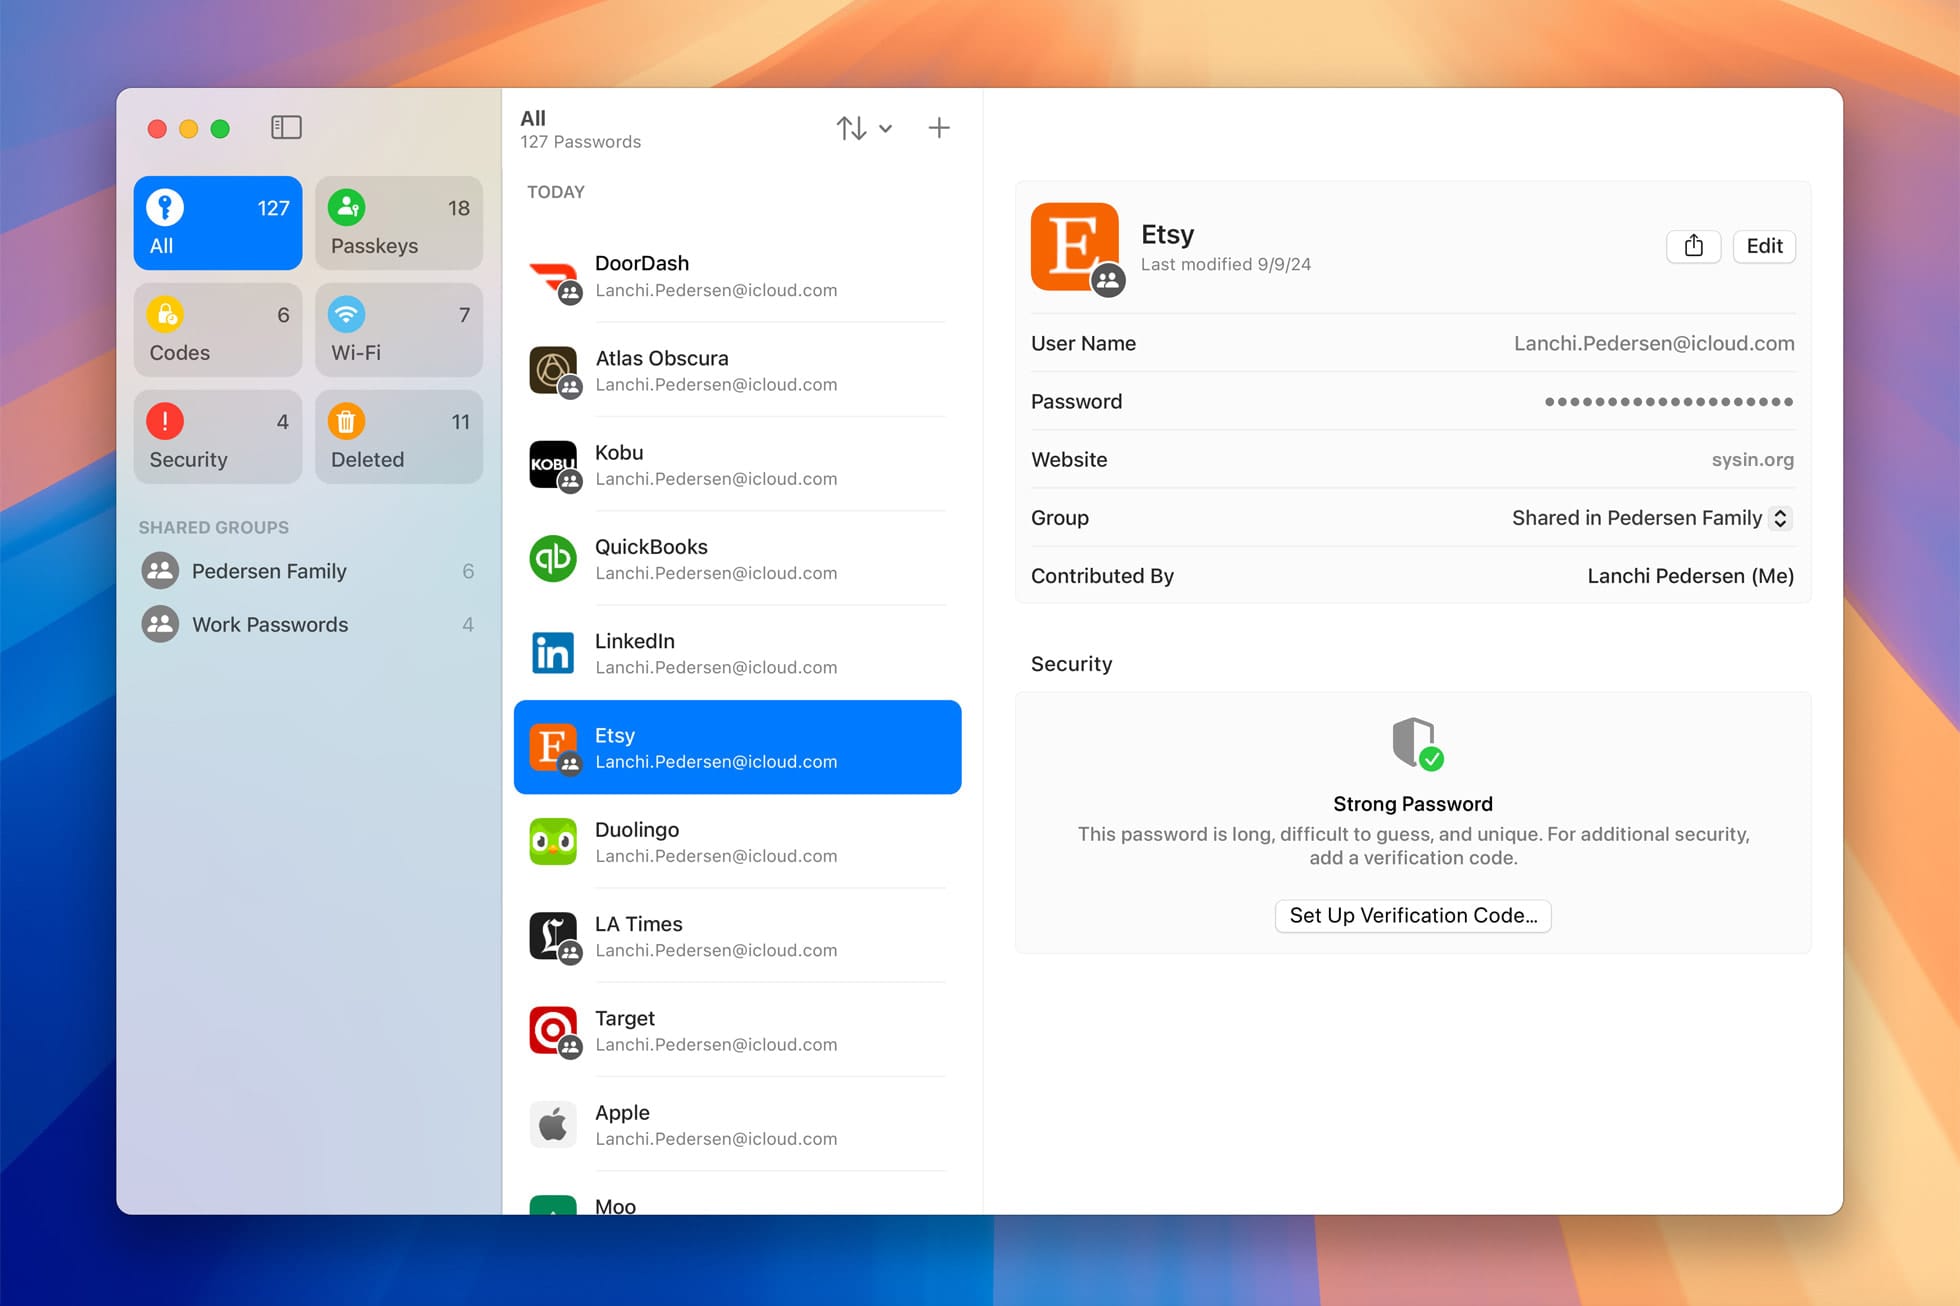 127
All
18
Passkeys
6
Codes
7
Wi-Fi
4
Security
11
Deleted
SHARED GROUPS
Pedersen Family 6
Work Passwords 4
All
127 Passwords
TODAY
DoorDash
Lanchi.Pedersen@icloud.com
Atlas Obscura
Lanchi.Pedersen@icloud.com
KOBU
Kobu
Lanchi.Pedersen@icloud.com
qb
QuickBooks
Lanchi.Pedersen@icloud.com
in
LinkedIn
Lanchi.Pedersen@icloud.com
E
Etsy
Lanchi.Pedersen@icloud.com
Duolingo
Lanchi.Pedersen@icloud.com
L
LA Times
Lanchi.Pedersen@icloud.com
Target
Lanchi.Pedersen@icloud.com
Apple
Lanchi.Pedersen@icloud.com
Moo
E
Etsy
Last modified 9/9/24
Edit
User Name Lanchi.Pedersen@icloud.com
Password ••••••••••••••••••••
Website sysin.org
Group Shared in Pedersen Family
Contributed By Lanchi Pedersen (Me)
Security
Strong Password
This password is long, difficult to guess, and unique. For additional security,
add a verification code.
Set Up Verification Code...